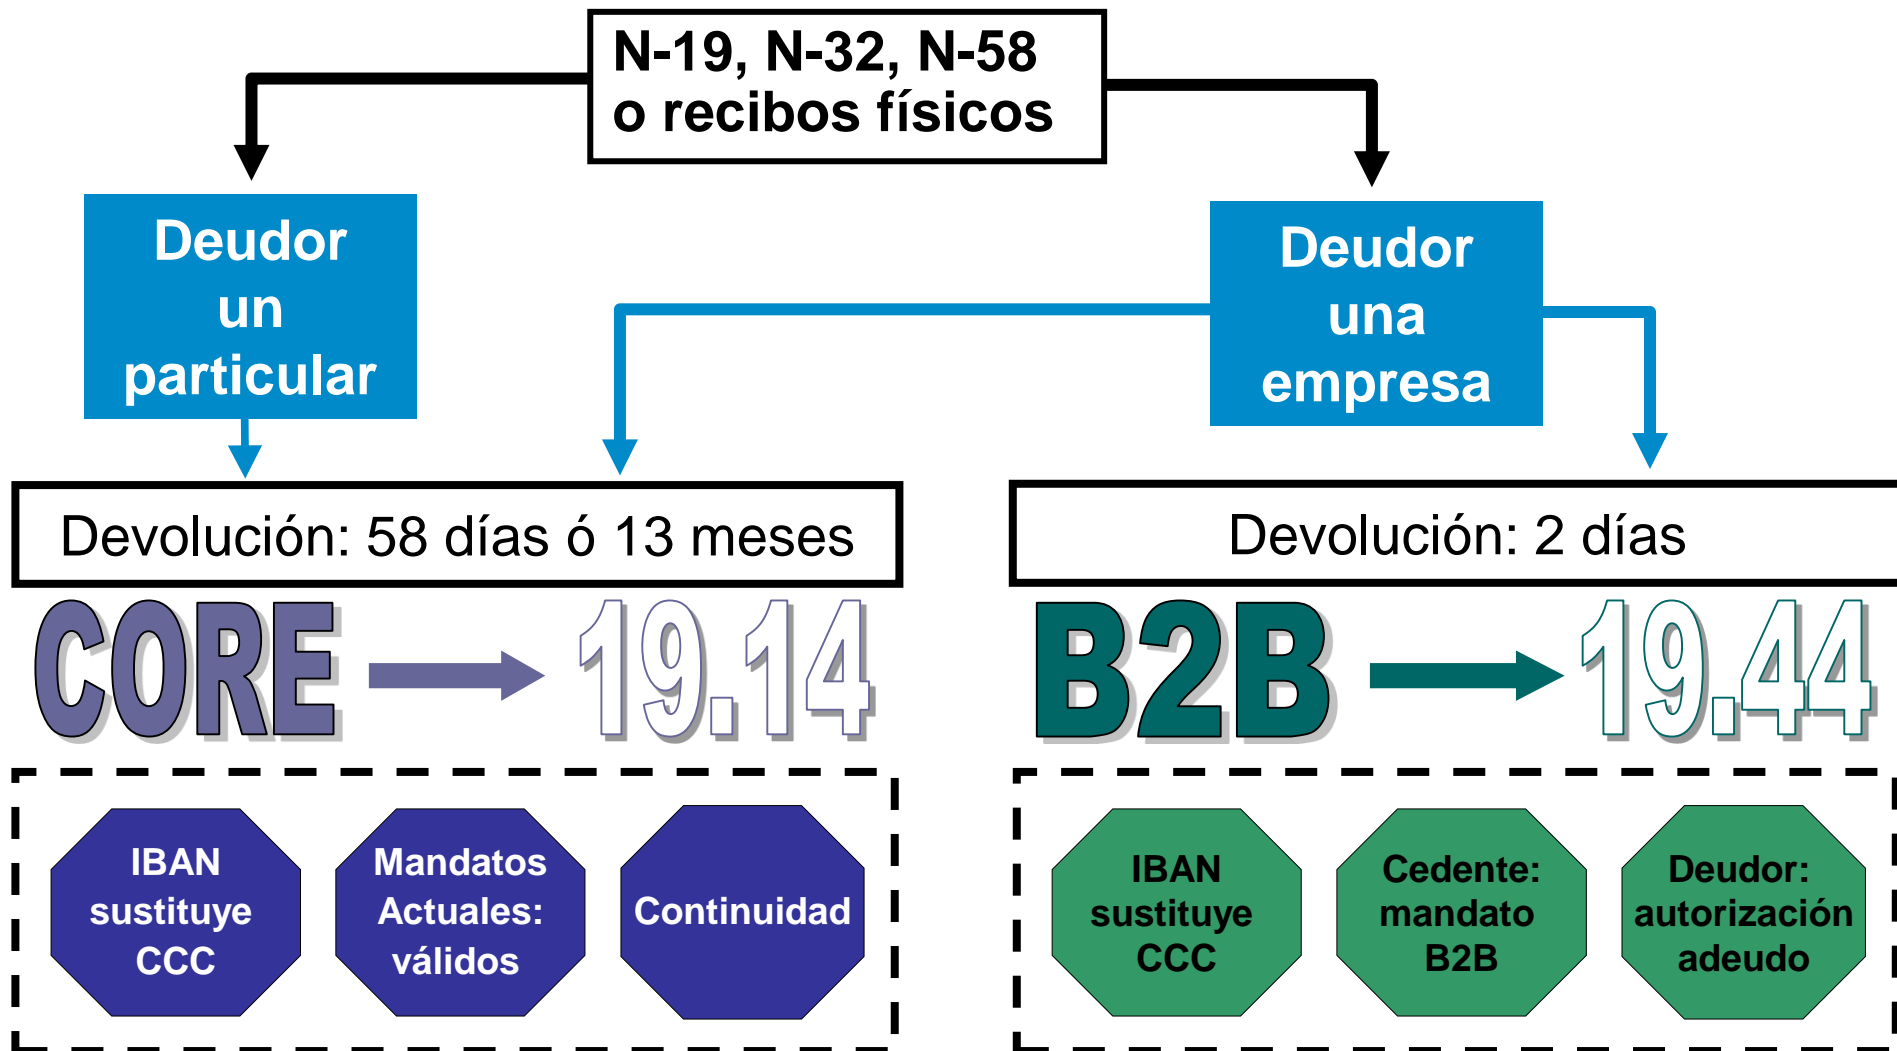 N-19, N-32, N-58
o recibos físicos
Deudor
un
particular
Deudor
una
empresa
Devolución: 58 días ó 13 meses
Devolución: 2 días
CORE
19.14
B2B
19.44
IBAN
sustituye
CCC
Mandatos
Actuales:
válidos
Continuidad
IBAN
sustituye
CCC
Cedente:
mandato
B2B
Deudor:
autorización
adeudo